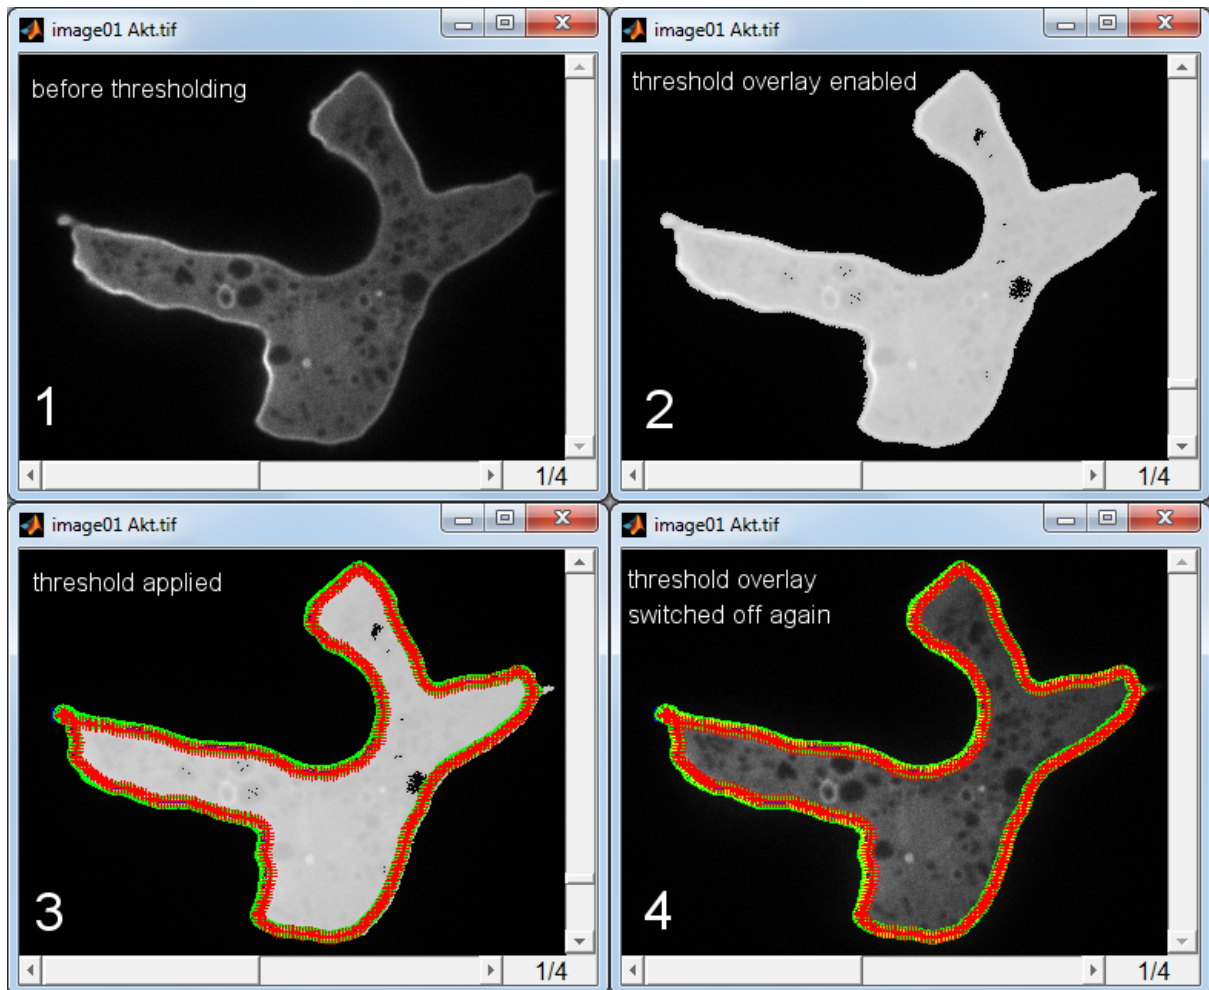 image01 Akt.tif
before thresholding
1
1/4
image01 Akt.tif
threshold overlay enabled
2
1/4
image01 Akt.tif
threshold applied
3
1/4
image01 Akt.tif
threshold overlay
switched off again
4
1/4